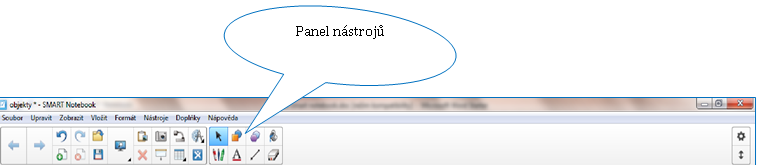 Panel nástrojů
objekty * - SMART Notebook
Soubor Upravit Zobrazit Vložit Formát Nástroje Doplňky Nápověda